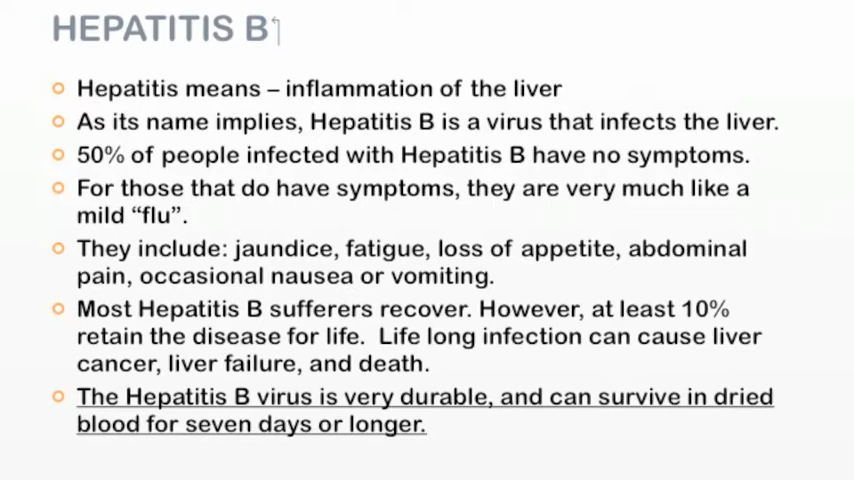 HEPATITIS B
Hepatitis means – inflammation of the liver
As its name implies, Hepatitis B is a virus that infects the liver.
50% of people infected with Hepatitis B have no symptoms.
For those that do have symptoms, they are very much like a
mild “flu”.
They include: jaundice, fatigue, loss of appetite, abdominal
pain, occasional nausea or vomiting.
Most Hepatitis B sufferers recover. However, at least 10%
retain the disease for life.  Life long infection can cause liver
cancer, liver failure, and death.
The Hepatitis B virus is very durable, and can survive in dried
blood for seven days or longer.